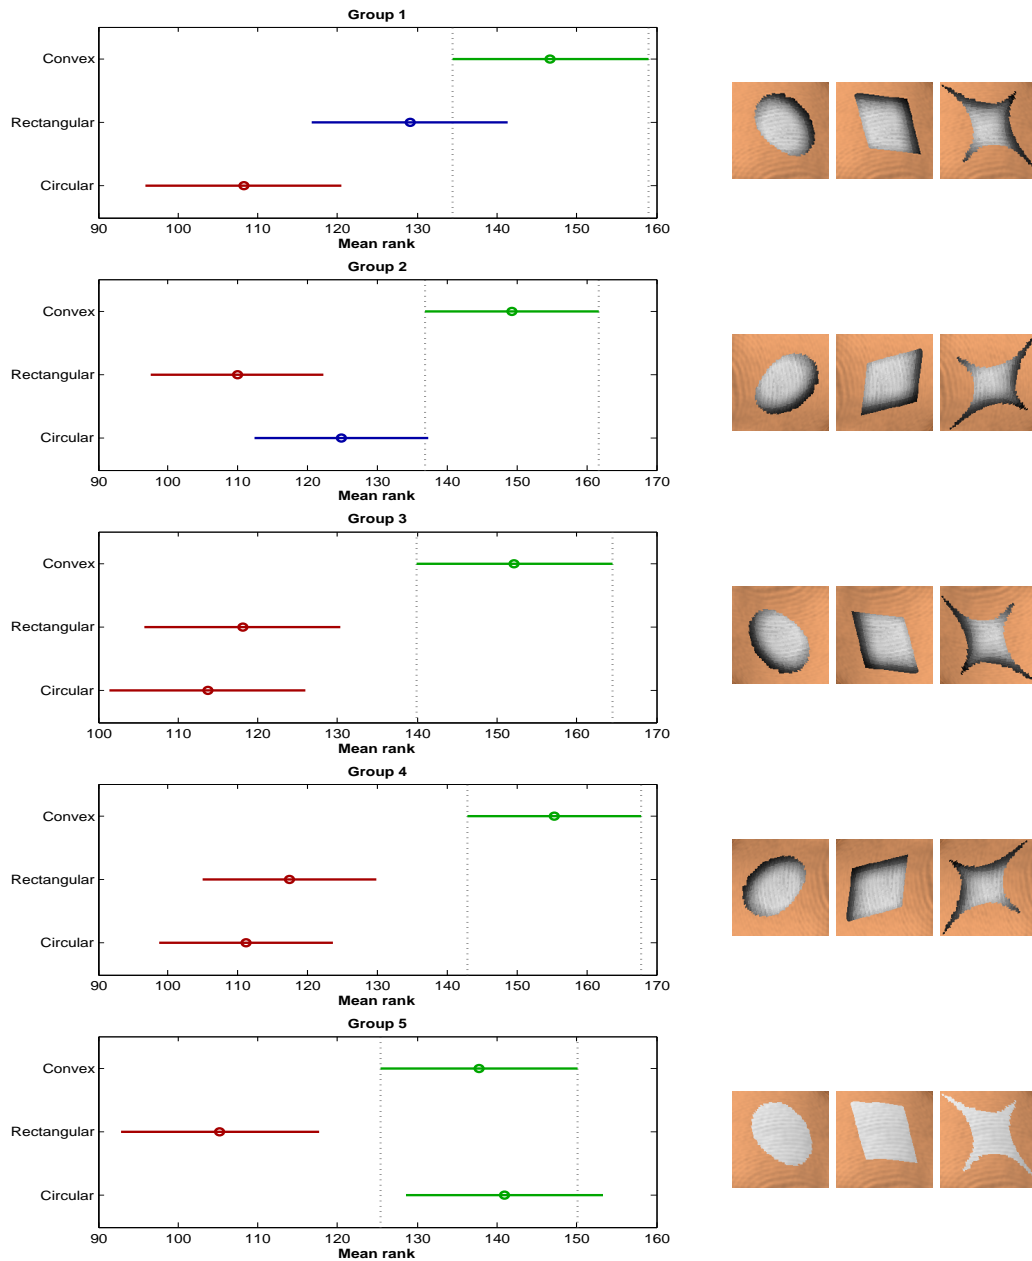 Group 1
Convex
Rectangular
Circular
90 100 110 120 130 140 150 160
Mean rank
Group 2
Convex
Rectangular
Circular
90 100 110 120 130 140 150 160 170
Mean rank
Group 3
Convex
Rectangular
Circular
100 110 120 130 140 150 160 170
Mean rank
Group 4
Convex
Rectangular
Circular
90 100 110 120 130 140 150 160 170
Mean rank
Group 5
Convex
Rectangular
Circular
90 100 110 120 130 140 150 160
Mean rank